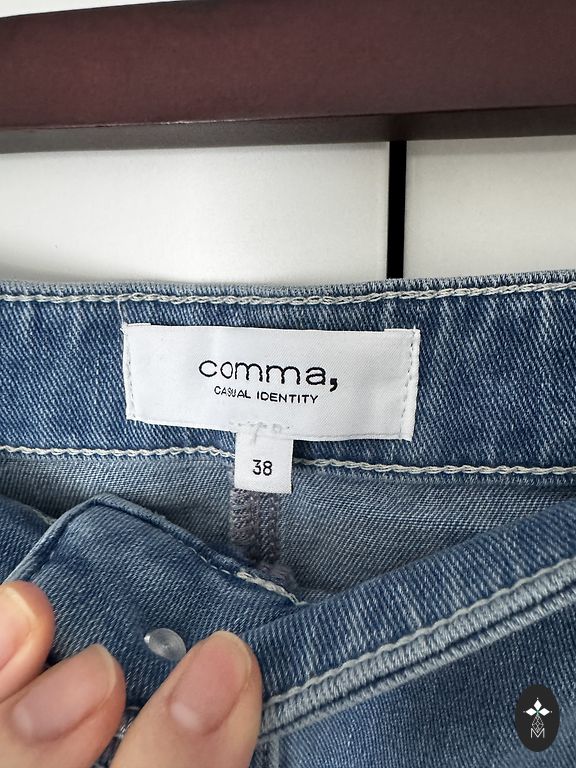 comma,
CASUAL IDENTITY
38
M